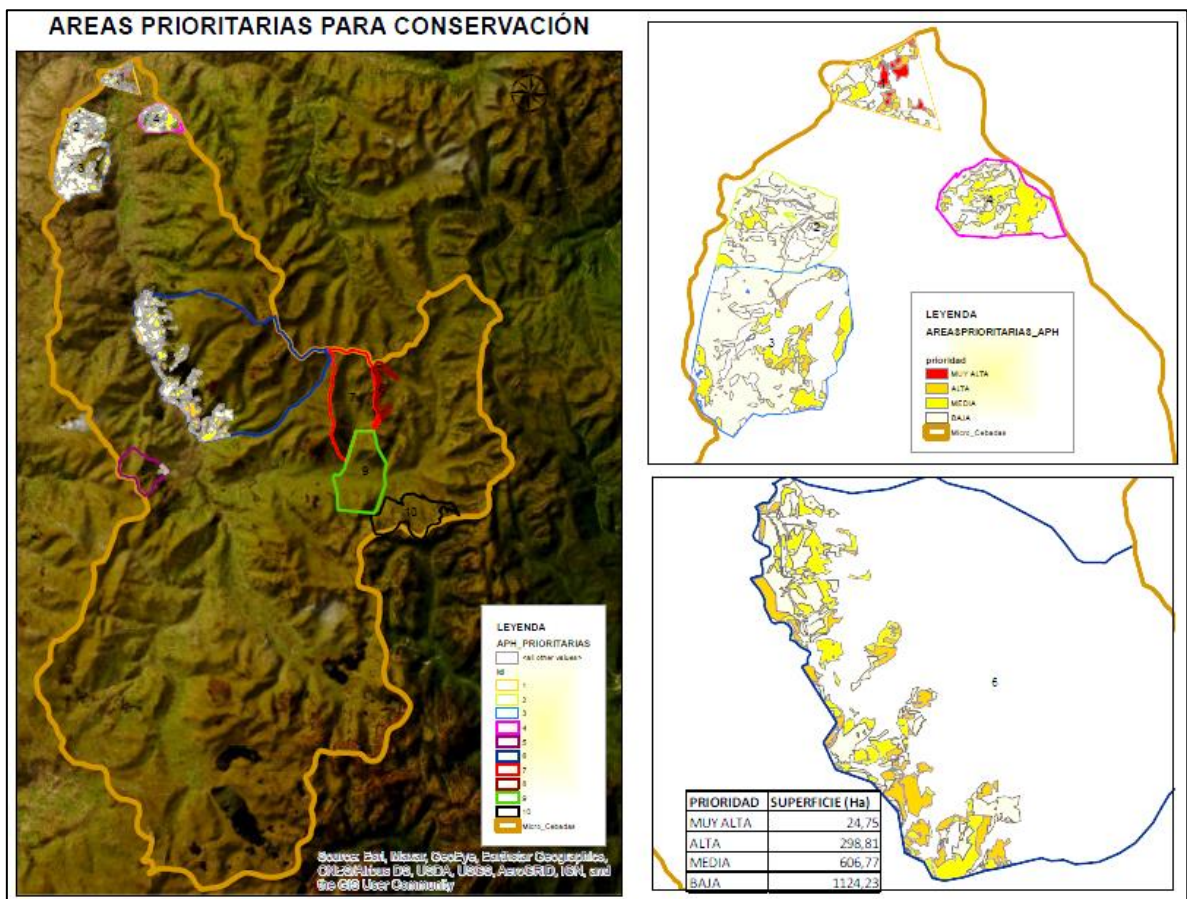 AREAS PRIORITARIAS PARA CONSERVACIÓN
2
3
4
7
9
10
LEYENDA
APH_PRIORITARIAS
<all other values>
Id
1
2
3
4
5
6
7
8
9
10
Micro_Cebadas
Source: Esri, Maxar, GeoEye, Earthstar Geographics,
CNES/Airbus DS, USDA, USGS, AeroGRID, IGN, and
the GIS User Community
4
2
3
LEYENDA
AREASPRIORITARIAS_APH
prioridad
MUY ALTA
ALTA
MEDIA
BAJA
Micro_Cebadas
6
PRIORIDAD SUPERFICIE (Ha)
MUY ALTA 24,75
ALTA 298,81
MEDIA 606,77
BAJA 1124,23